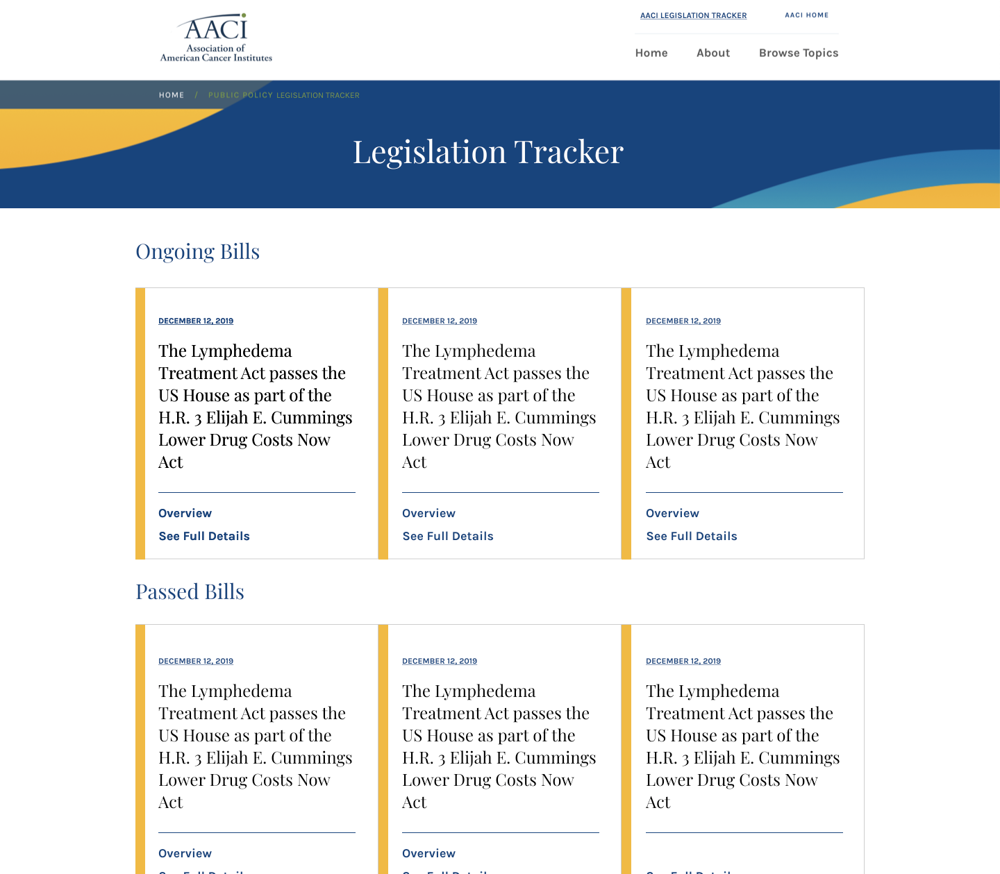 AACI
Association of
American Cancer Institutes
AACI LEGISLATION TRACKER
AACI HOME
Home
About
Browse Topics
HOME / PUBLIC POLICY LEGISLATION TRACKER
Legislation Tracker
Ongoing Bills
DECEMBER 12, 2019
The Lymphedema
Treatment Act passes the
US House as part of the
H.R. 3 Elijah E. Cummings
Lower Drug Costs Now
Act
Overview
See Full Details
DECEMBER 12, 2019
The Lymphedema
Treatment Act passes the
US House as part of the
H.R. 3 Elijah E. Cummings
Lower Drug Costs Now
Act
Overview
See Full Details
DECEMBER 12, 2019
The Lymphedema
Treatment Act passes the
US House as part of the
H.R. 3 Elijah E. Cummings
Lower Drug Costs Now
Act
Overview
See Full Details
Passed Bills
DECEMBER 12, 2019
The Lymphedema
Treatment Act passes the
US House as part of the
H.R. 3 Elijah E. Cummings
Lower Drug Costs Now
Act
Overview
See Full Details
DECEMBER 12, 2019
The Lymphedema
Treatment Act passes the
US House as part of the
H.R. 3 Elijah E. Cummings
Lower Drug Costs Now
Act
Overview
See Full Details
DECEMBER 12, 2019
The Lymphedema
Treatment Act passes the
US House as part of the
H.R. 3 Elijah E. Cummings
Lower Drug Costs Now
Act
See Full Details